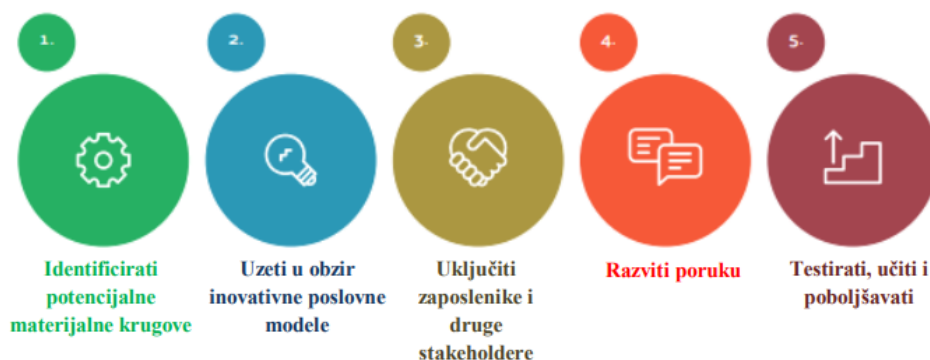 1.
2.
3.
4.
5.
Identificirati
potencijalne
materijalne krugove
Uzeti u obzir
inovativne poslovne
modele
Uključiti
zaposlenike i
druge
stakeholdere
Razviti poruku
Testirati, učiti i
poboljšavati